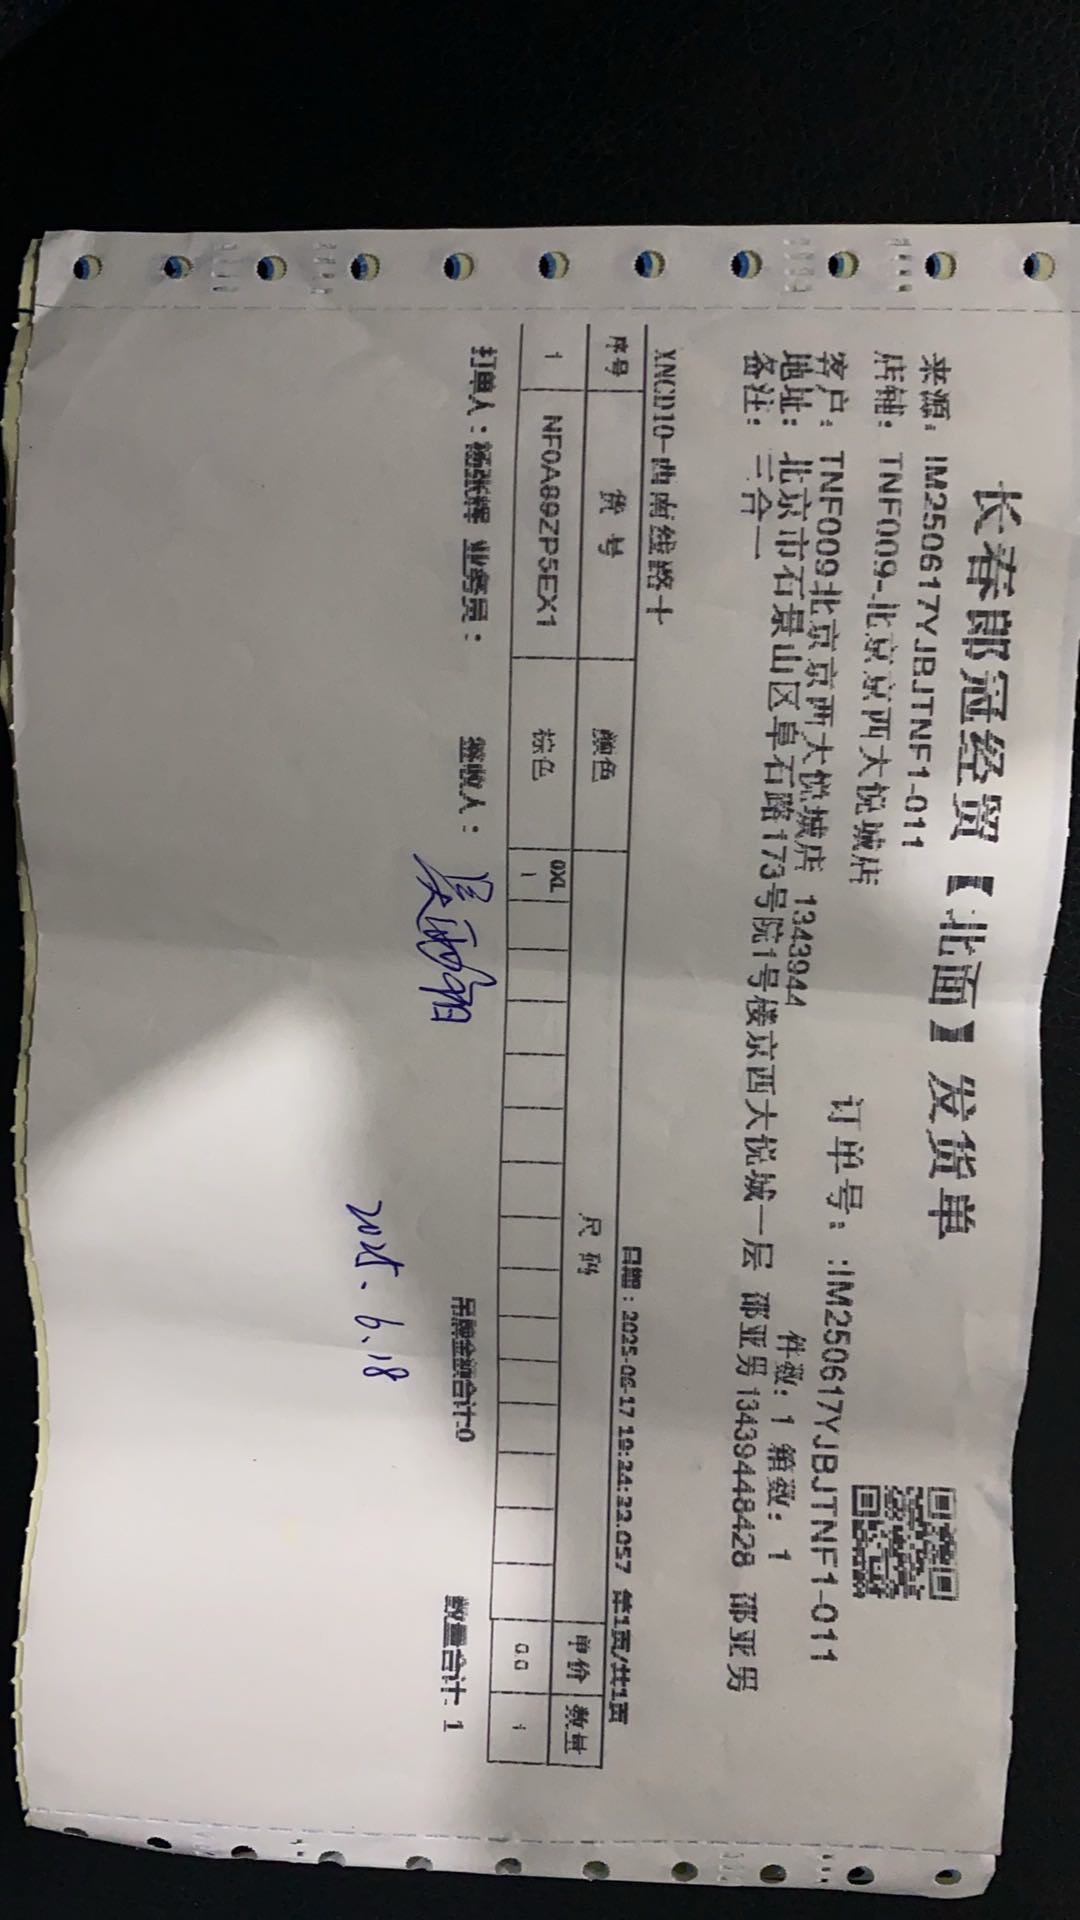 长春郎冠经贸【北面】发货单
来源: IM250617YJBJTNF1-011
订单号: :IM250617YJBJTNF1-011
店铺: TNF009-北京京西大悦城店
客户: TNF009北京京西大悦城店 1343944
件数: 1 箱数: 1
地址: 北京市石景山区阜石路173号院1号楼京西大悦城一层 邵亚男 13439448428 邵亚男
备注: 三合一
XNCD10-西南线路十
日期: 2025-06-17 19:24:22.057 第1页/共1页
序号 货号 颜色 尺码 单价 数量
1 NF0A89ZP5EX1 棕色 0XL 0.0 1
1
打单人: 杨张辉 业务员: 签收人: 吊牌金额合计:0 数量合计: 1
2025.6.18